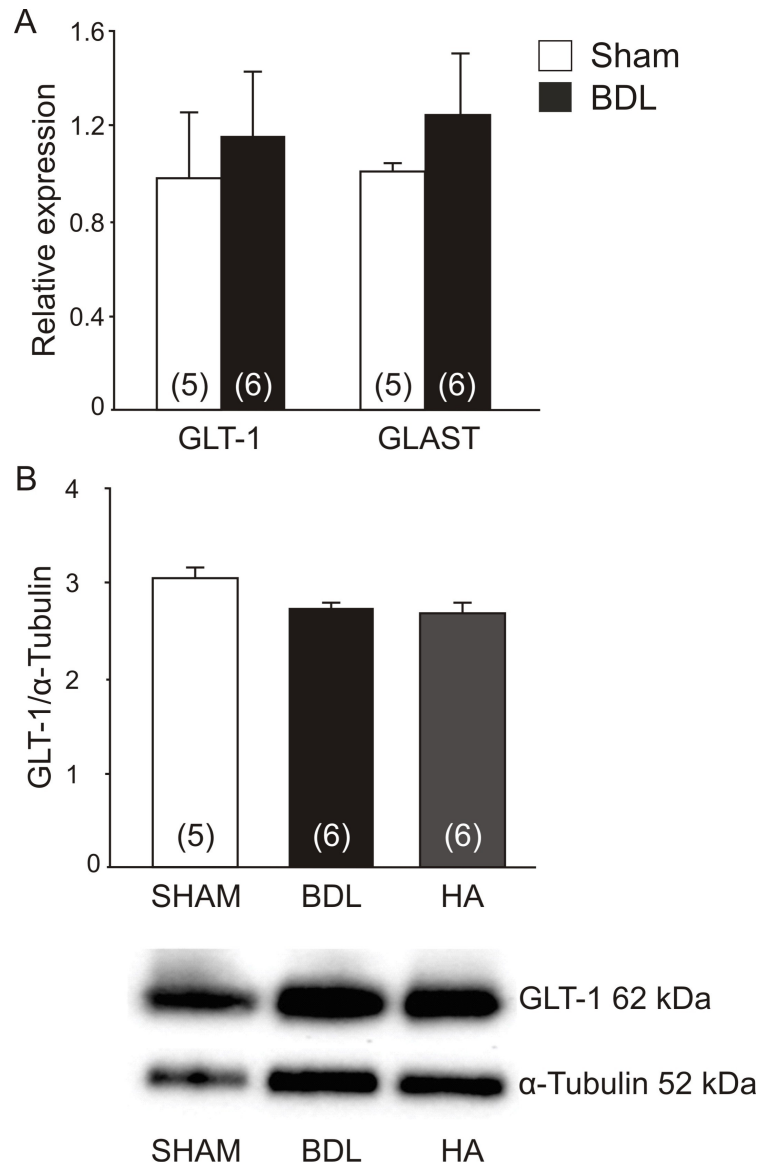 A
1.6
1.2
0.8
0.4
0
Relative expression
Sham
BDL
(5) (6) (5) (6)
GLT-1 GLAST
B
4
3
2
1
0
GLT-1/α-Tubulin
(5) (6) (6)
SHAM BDL HA
GLT-1 62 kDa
α-Tubulin 52 kDa
SHAM BDL HA